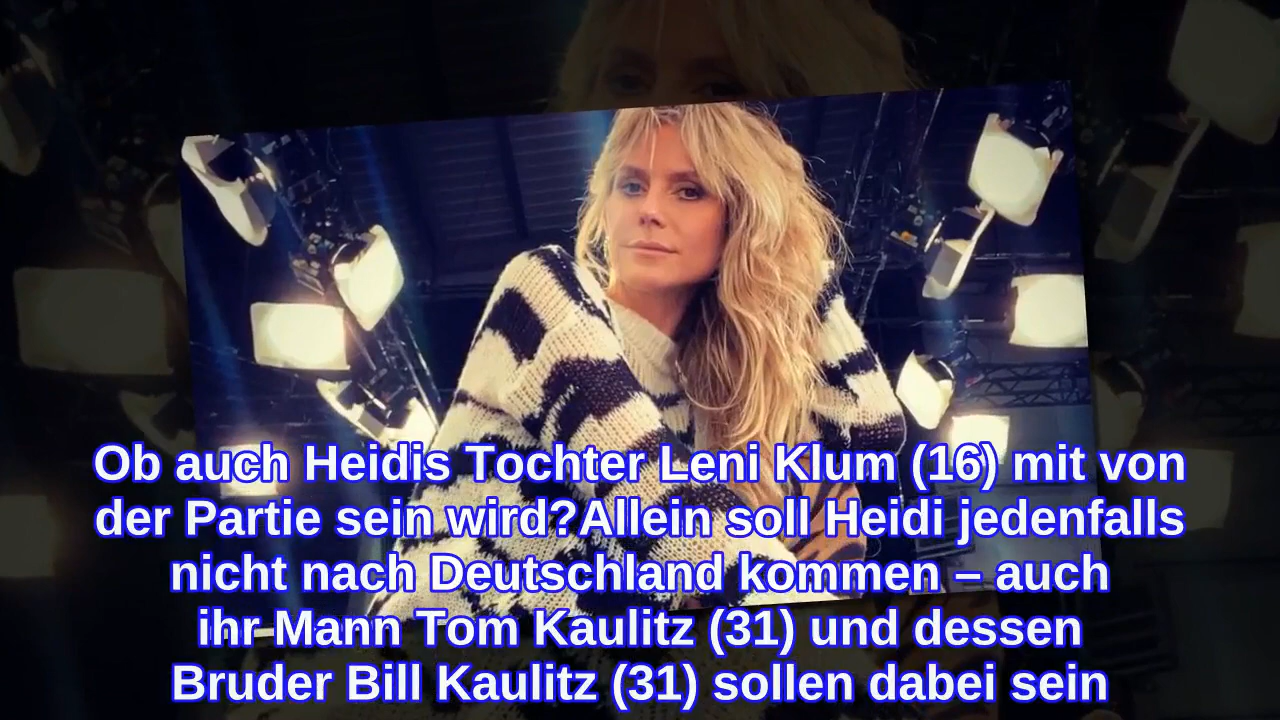 Ob auch Heidis Tochter Leni Klum (16) mit von
der Partie sein wird?Allein soll Heidi jedenfalls
nicht nach Deutschland kommen – auch
ihr Mann Tom Kaulitz (31) und dessen
Bruder Bill Kaulitz (31) sollen dabei sein